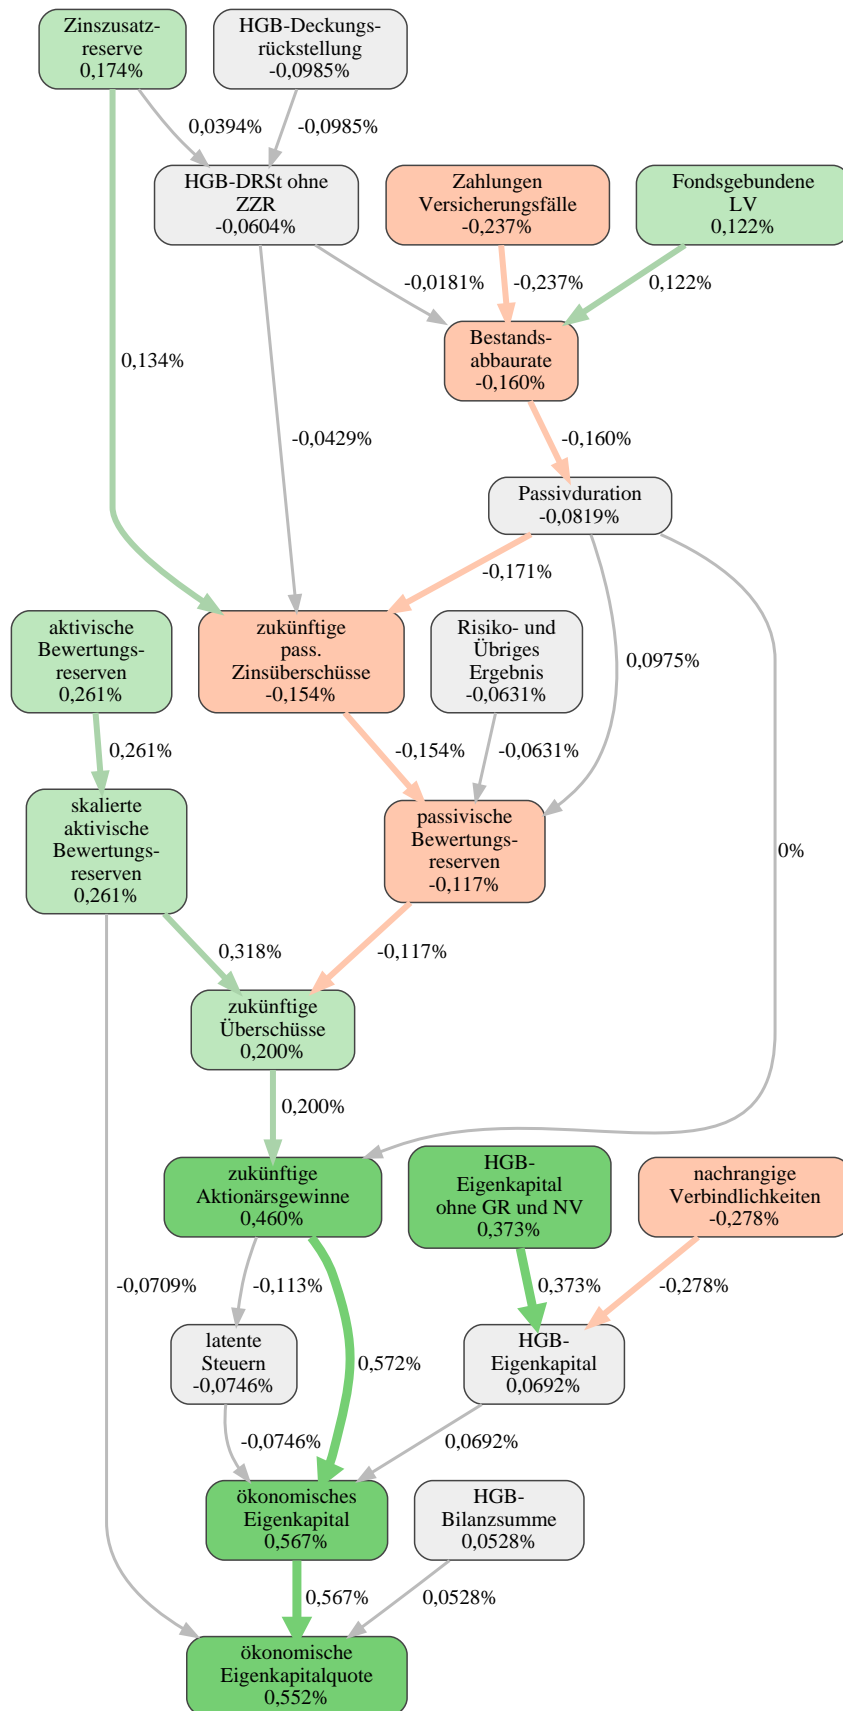 Zinszusatz-
reserve
0,174%
HGB-Deckungs-
rückstellung
-0,0985%
0,0394%
-0,0985%
HGB-DRSt ohne
ZZR
-0,0604%
Zahlungen
Versicherungsfälle
-0,237%
Fondsgebundene
LV
0,122%
-0,0181%
-0,237%
0,122%
Bestands-
abbaurate
-0,160%
0,134%
-0,0429%
-0,160%
Passivduration
-0,0819%
-0,171%
aktivische
Bewertungs-
reserven
0,261%
zukünftige
pass.
Zinsüberschüsse
-0,154%
Risiko- und
Übriges
Ergebnis
-0,0631%
0,0975%
0,261%
-0,154%
-0,0631%
skalierte
aktivische
Bewertungs-
reserven
0,261%
passivische
Bewertungs-
reserven
-0,117%
0%
0,318%
-0,117%
zukünftige
Überschüsse
0,200%
0,200%
zukünftige
Aktionärsgewinne
0,460%
HGB-
Eigenkapital
ohne GR und NV
0,373%
nachrangige
Verbindlichkeiten
-0,278%
-0,0709%
-0,113%
0,373%
-0,278%
latente
Steuern
-0,0746%
0,572%
HGB-
Eigenkapital
0,0692%
-0,0746%
0,0692%
ökonomisches
Eigenkapital
0,567%
HGB-
Bilanzsumme
0,0528%
0,567%
0,0528%
ökonomische
Eigenkapitalquote
0,552%